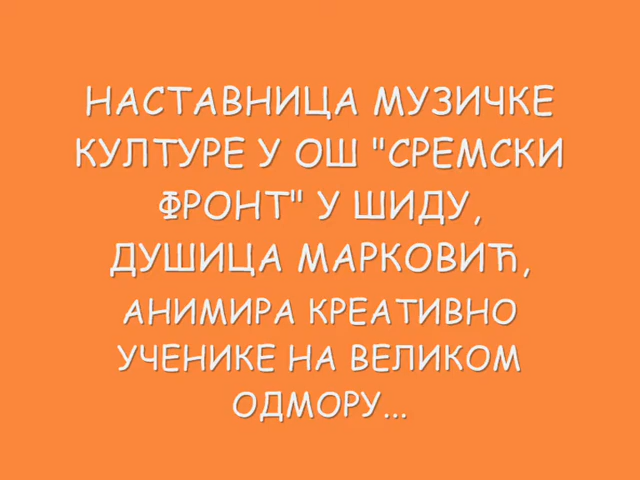 НАСТАВНИЦА МУЗИЧКЕ
КУЛТУРЕ У ОШ "СРЕМСКИ
ФРОНТ" У ШИДУ,
ДУШИЦА МАРКОВИЋ,
АНИМИРА КРЕАТИВНО
УЧЕНИКЕ НА ВЕЛИКОМ
ОДМОРУ...